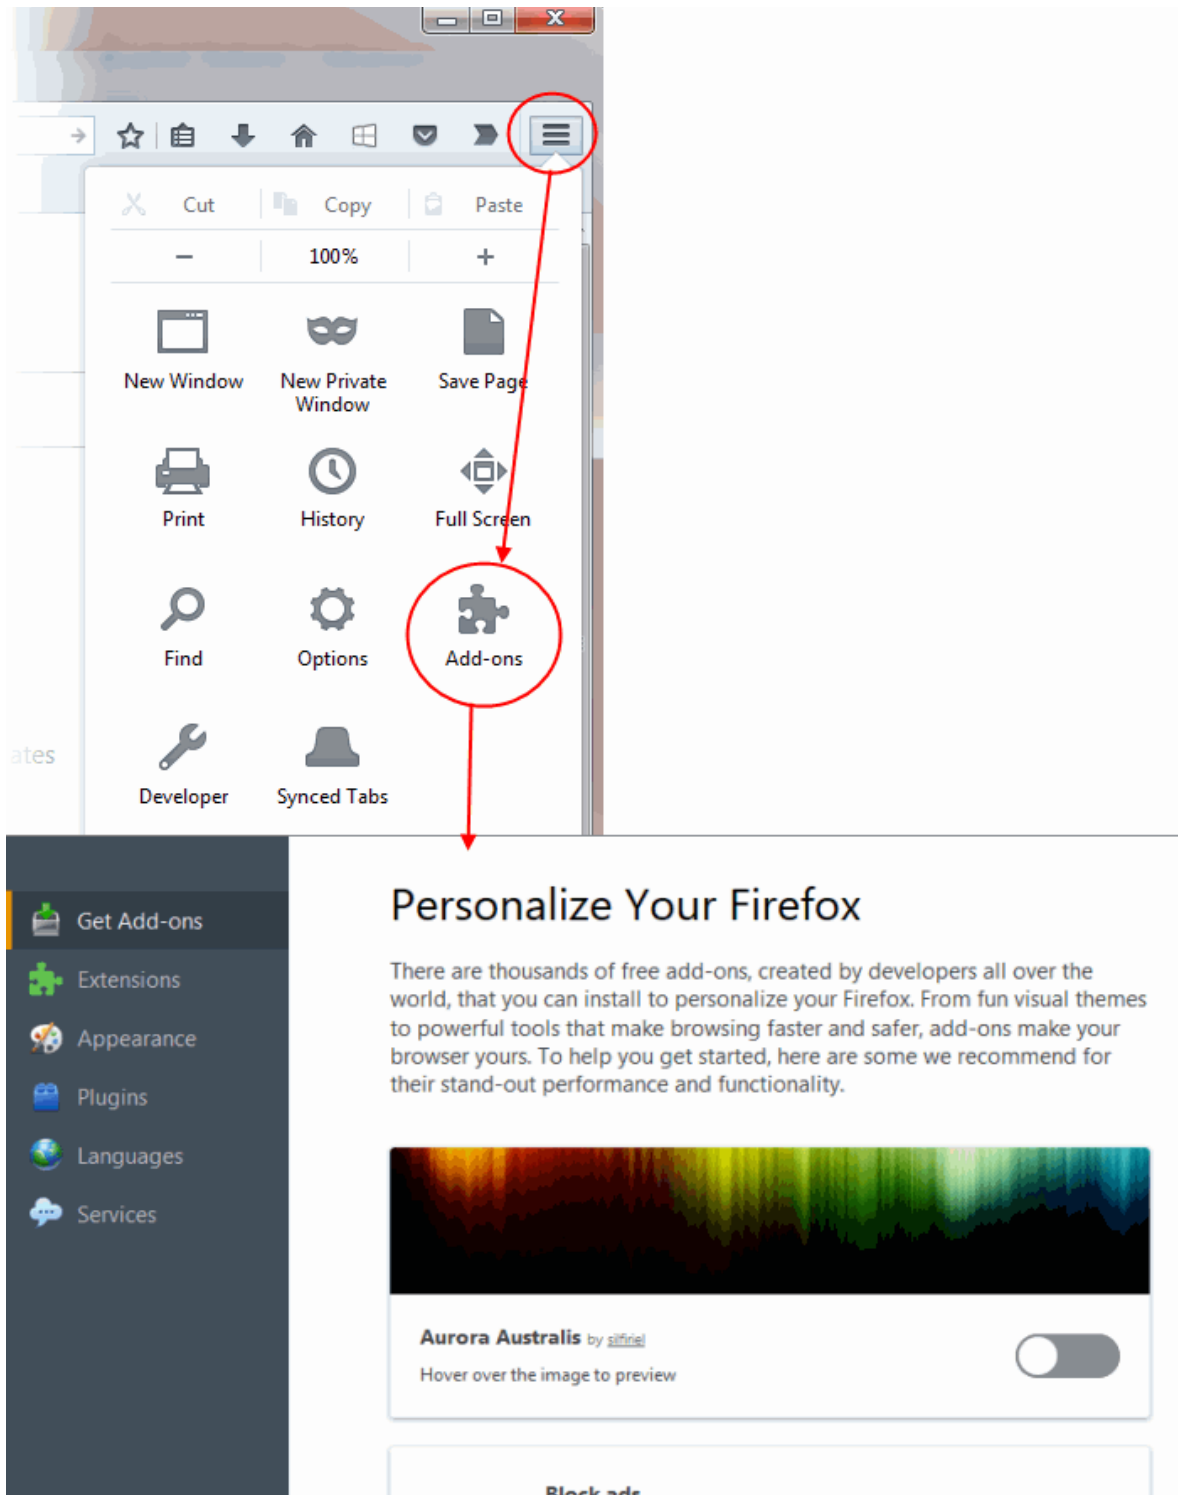 Cut Copy Paste
100%
New Window New Private Window Save Page
Print History Full Screen
Find Options Add-ons
ates
Developer Synced Tabs
Get Add-ons
Extensions
Appearance
Plugins
Languages
Services
Personalize Your Firefox
There are thousands of free add-ons, created by developers all over the
world, that you can install to personalize your Firefox. From fun visual themes
to powerful tools that make browsing faster and safer, add-ons make your
browser yours. To help you get started, here are some we recommend for
their stand-out performance and functionality.
Aurora Australis by silfiriel
Hover over the image to preview
Block ads